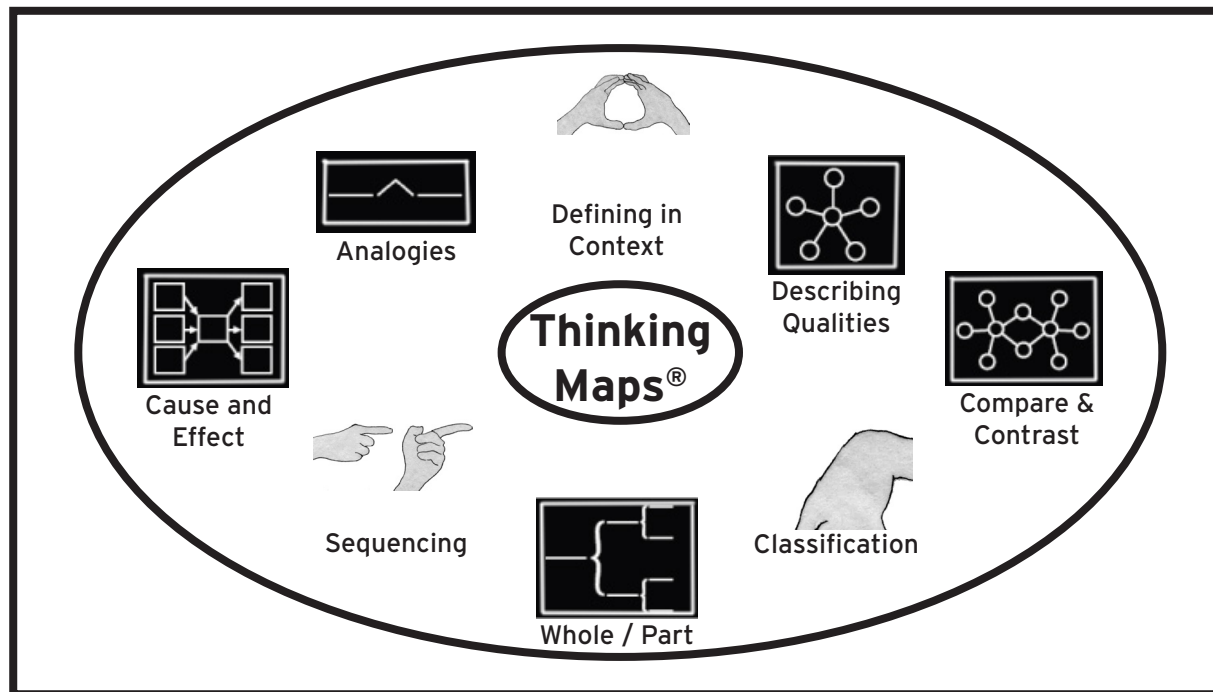 Defining in
Context
Analogies
Describing
Qualities
Thinking
Maps®
Cause and
Effect
Compare &
Contrast
Sequencing
Classification
Whole / Part